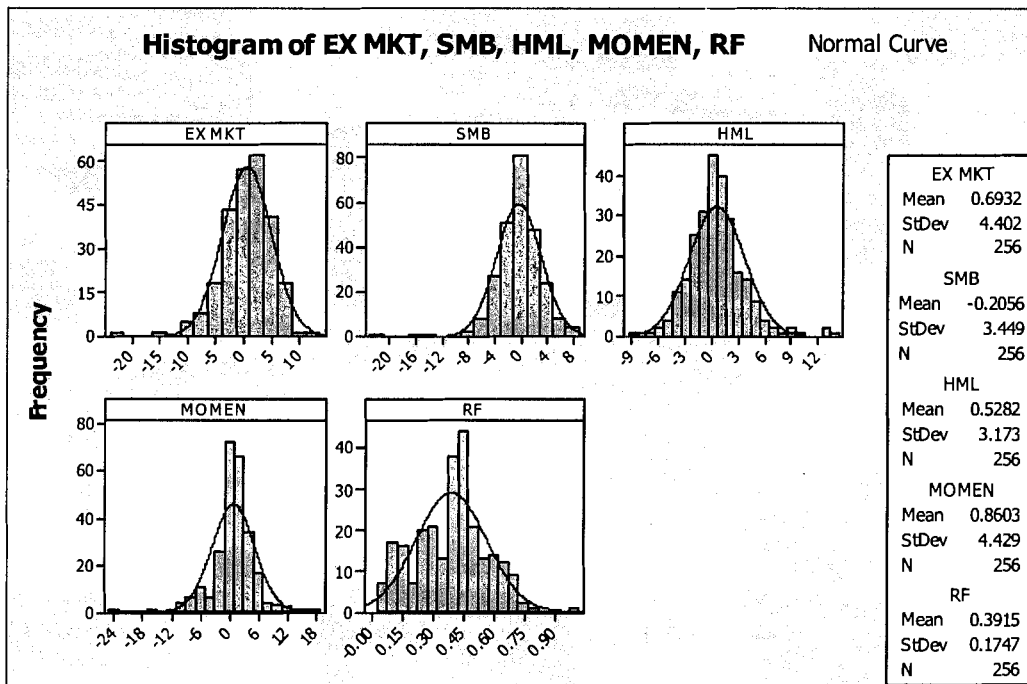 Histogram of EX MKT, SMB, HML, MOMEN, RF
Normal Curve
Frequency
EX MKT
60
45
30
15
0
-20 -15 -10 -5 0 5 10
SMB
80
60
40
20
0
-20 -16 -12 -8 -4 0 4 8
HML
40
30
20
10
0
-9 -6 -3 0 3 6 9 12
MOMEN
80
60
40
20
0
-24 -18 -12 -6 0 6 12 18
RF
40
30
20
10
0
-0.00 0.15 0.30 0.45 0.60 0.75 0.90
EX MKT
Mean 0.6932
StDev 4.402
N 256
SMB
Mean -0.2056
StDev 3.449
N 256
HML
Mean 0.5282
StDev 3.173
N 256
MOMEN
Mean 0.8603
StDev 4.429
N 256
RF
Mean 0.3915
StDev 0.1747
N 256